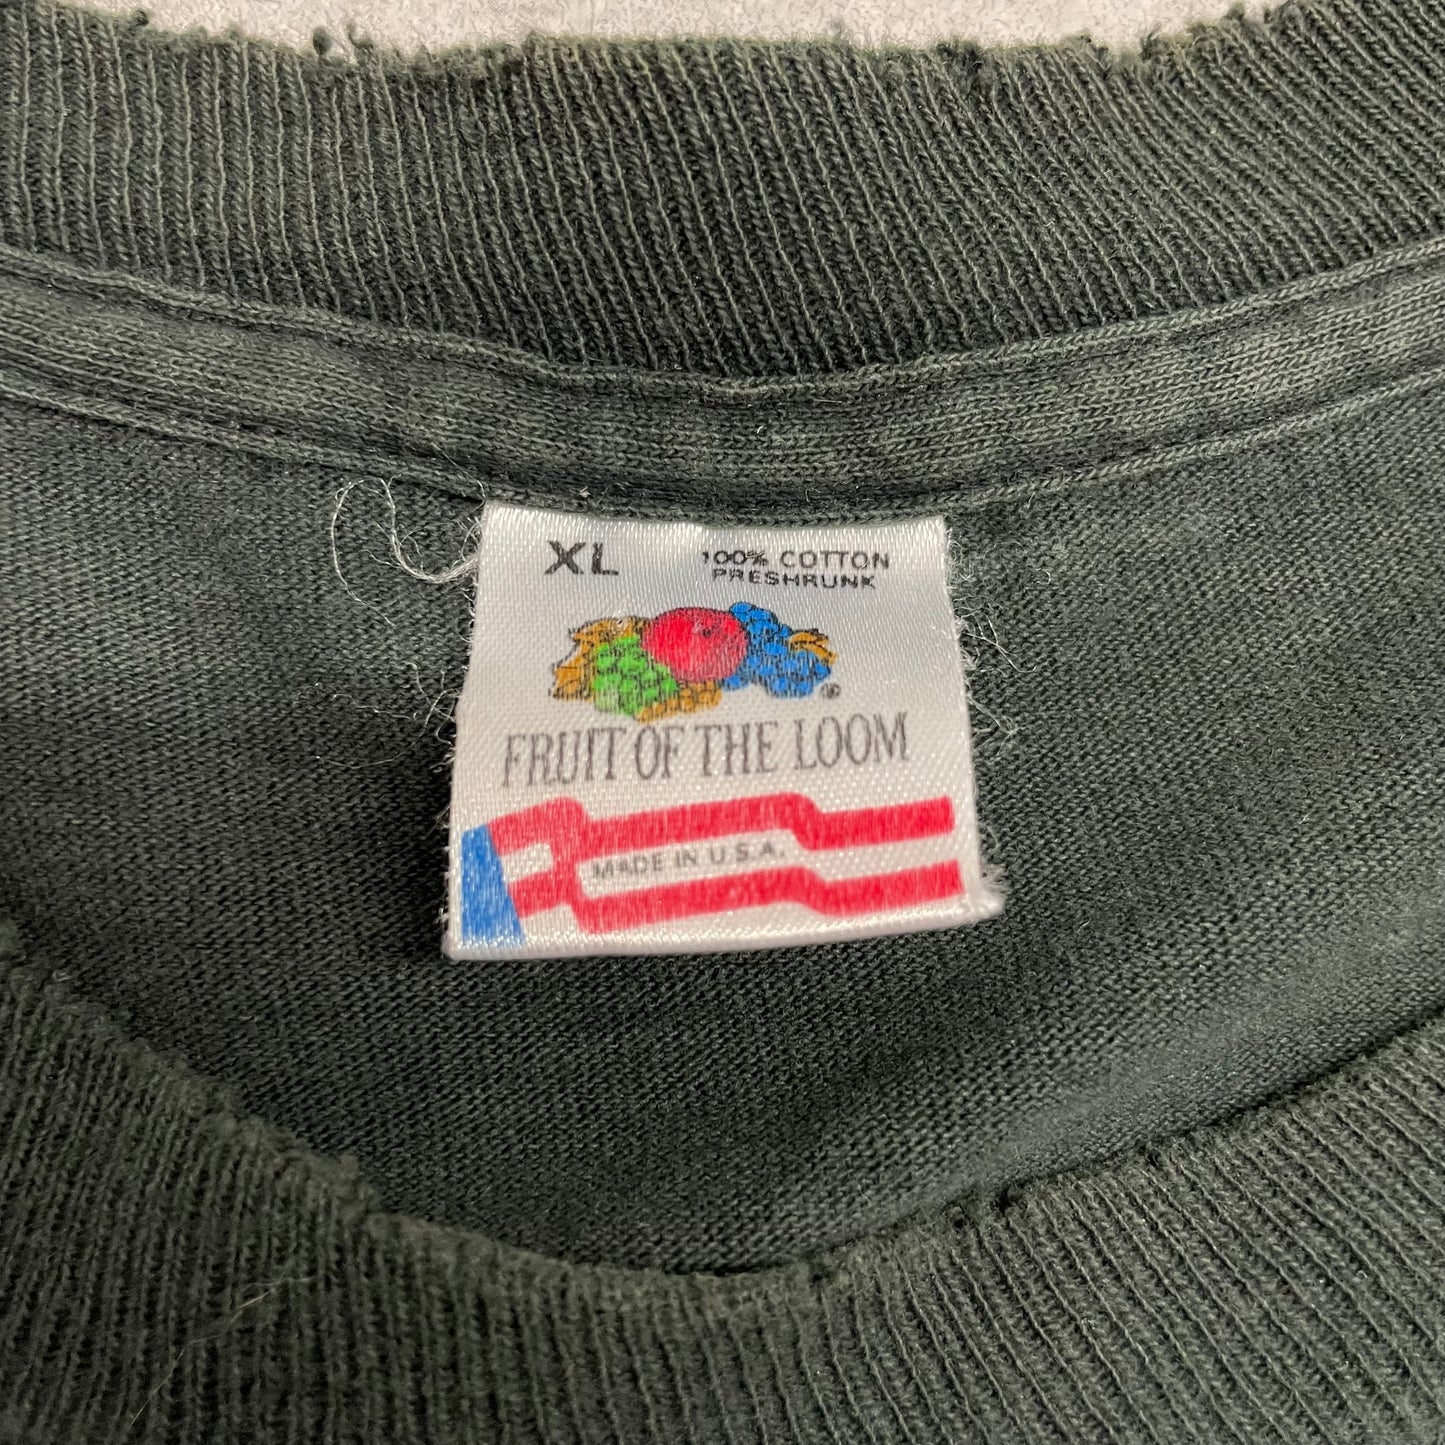 XL
100% COTTON
PRESHRUNK
®
FRUIT OF THE LOOM
MADE IN U.S.A.